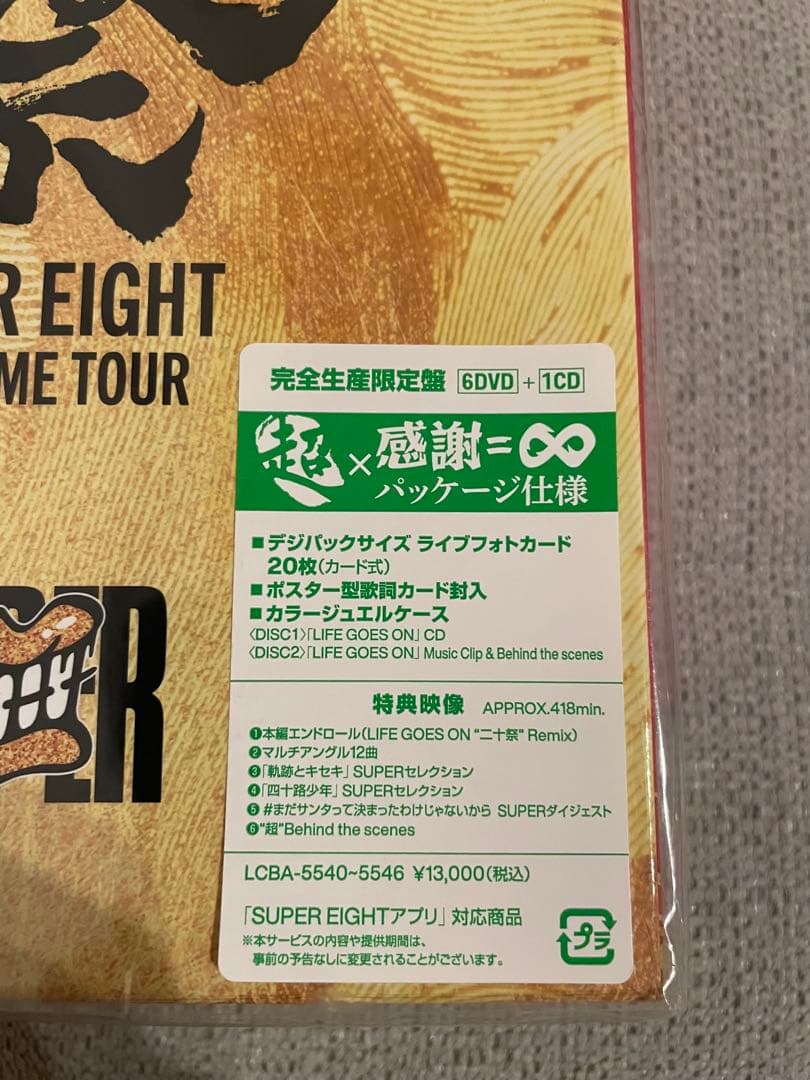 祭
R EIGHT
ME TOUR
PER
完全生産限定盤 6DVD + 1CD
超×感謝=∞
パッケージ仕様
■デジパックサイズ ライブフォトカード
20枚(カード式)
■ポスター型歌詞カード封入
■カラージュエルケース
〈DISC1〉「LIFE GOES ON」CD
〈DISC2〉「LIFE GOES ON」Music Clip & Behind the scenes
特典映像 APPROX.418min.
❶本編エンドロール(LIFE GOES ON “二十祭” Remix)
❷マルチアングル12曲
❸「軌跡とキセキ」SUPERセレクション
❹「四十路少年」SUPERセレクション
❺#まだサンタって決まったわけじゃないから SUPERダイジェスト
❻“超”Behind the scenes
LCBA-5540~5546 ¥13,000(税込)
「SUPER EIGHTアプリ」対応商品
※本サービスの内容や提供期間は、
事前の予告なしに変更されることがございます。
プラ